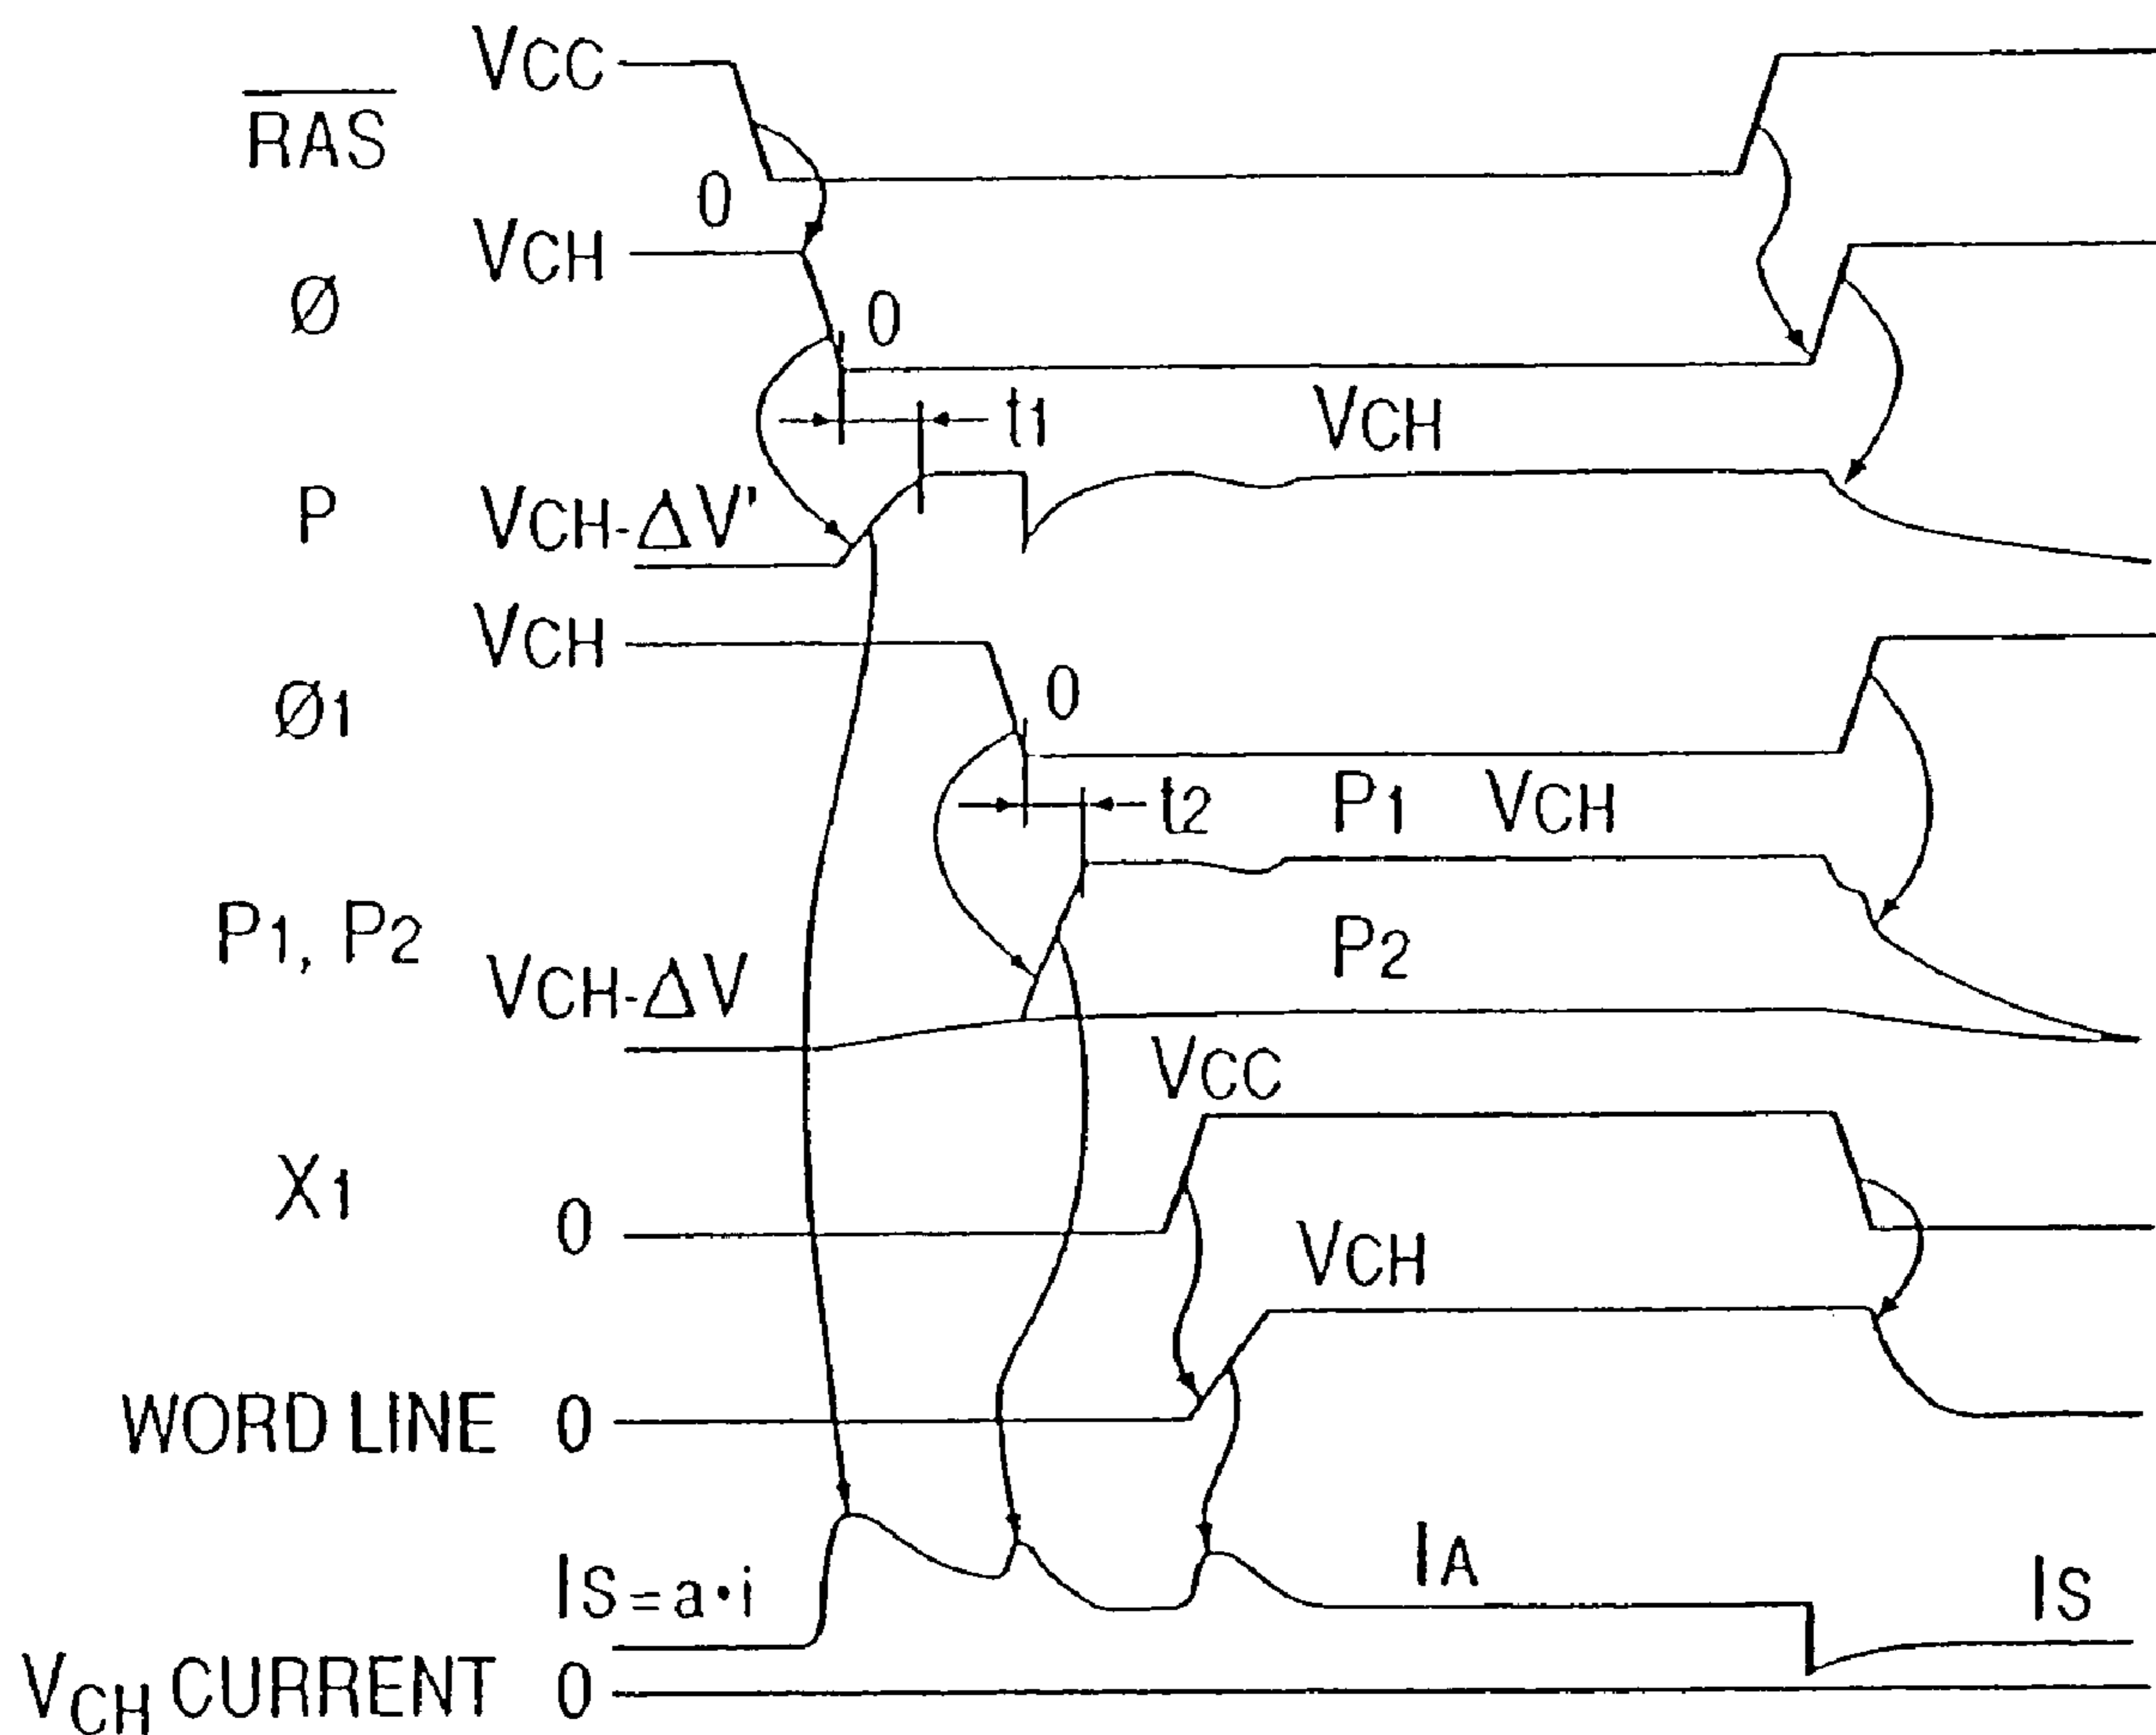 VCC
RAS
0
VCH
Ø
0
t1
VCH
P
VCH-ΔV'
VCH
Ø1
0
t2
P1 VCH
P1, P2
P2
VCH-ΔV
VCC
X1
0
VCH
WORD LINE 0
IA
IS=a•i
IS
VCH CURRENT 0